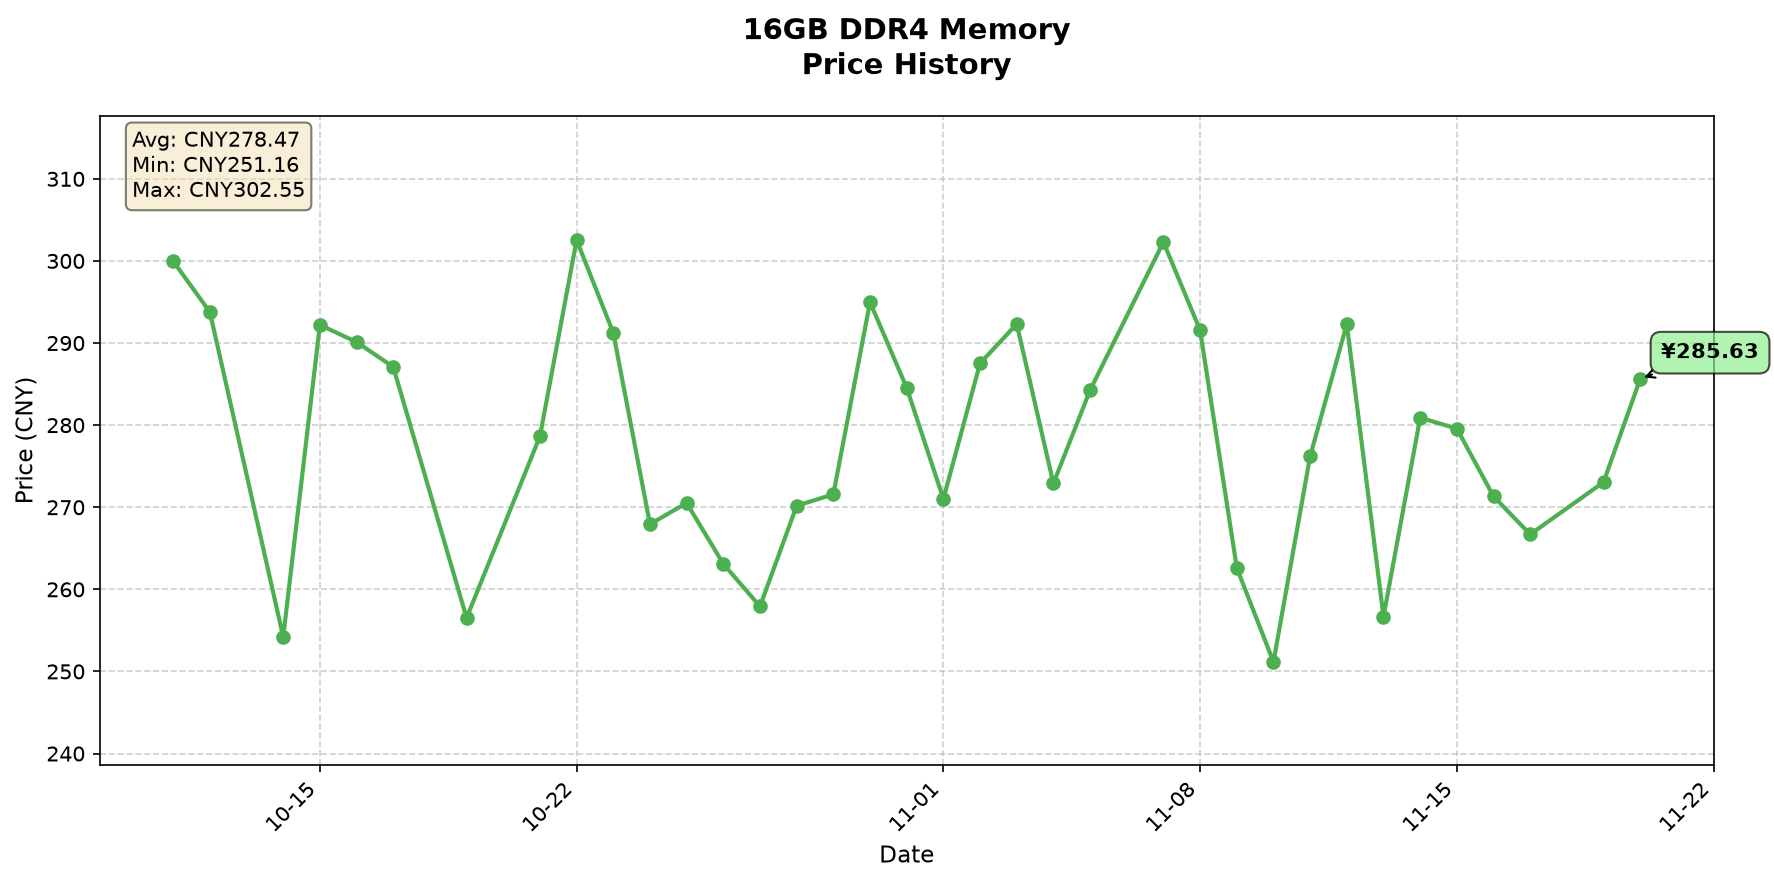 16GB DDR4 Memory
Price History
Avg: CNY278.47
Min: CNY251.16
Max: CNY302.55
310
300
290
280
270
260
250
240
Price (CNY)
¥285.63
10-15
10-22
11-01
11-08
11-15
11-22
Date